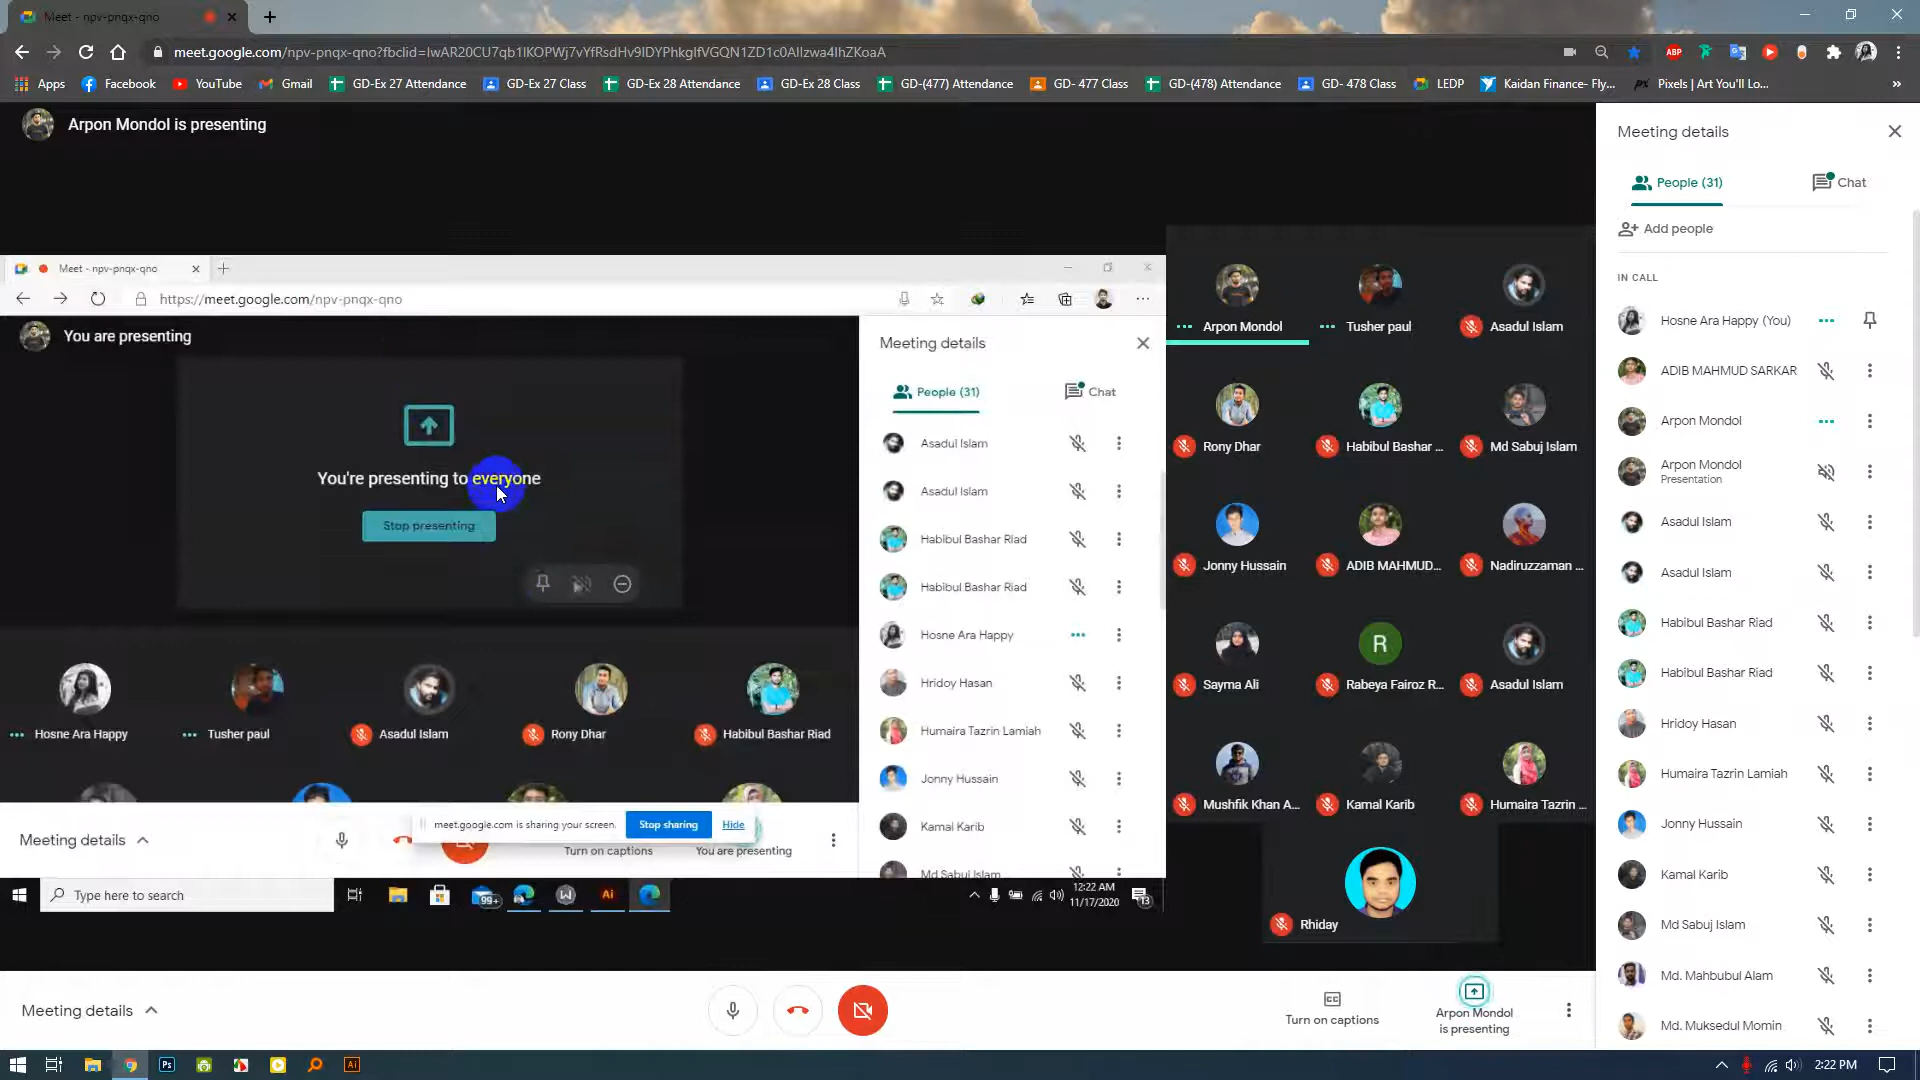 Meet - npv-pnqx-qno
meet.google.com/npv-pnqx-qno?fbclid=IwAR20CU7qb1IKOPWj7vYfRsdHv9IDYPhkgIfVGQN1ZD1c0AIIzwa4IhZKoaA
ABP
Apps
Facebook
YouTube
Gmail
GD-Ex 27 Attendance
GD-Ex 27 Class
GD-Ex 28 Attendance
GD-Ex 28 Class
GD-(477) Attendance
GD- 477 Class
GD-(478) Attendance
GD- 478 Class
LEDP
Kaidan Finance- Fly...
px
Pixels | Art You'll Lo...
Arpon Mondol is presenting
Meet - npv-pnqx-qno
https://meet.google.com/npv-pnqx-qno
You are presenting
You're presenting to everyone
Stop presenting
Hosne Ara Happy
Tusher paul
Asadul Islam
Rony Dhar
Habibul Bashar Riad
Meeting details
meet.google.com is sharing your screen.
Stop sharing
Hide
Turn on captions
You are presenting
Meeting details
People (31)
Chat
Asadul Islam
Asadul Islam
Habibul Bashar Riad
Habibul Bashar Riad
Hosne Ara Happy
Hridoy Hasan
Humaira Tazrin Lamiah
Jonny Hussain
Kamal Karib
Md Sabuj Islam
Type here to search
99+
Ai
12:22 AM
11/17/2020
13
Arpon Mondol
Tusher paul
Asadul Islam
Rony Dhar
Habibul Bashar ...
Md Sabuj Islam
Jonny Hussain
ADIB MAHMUD...
Nadiruzzaman ...
R
Sayma Ali
Rabeya Fairoz R...
Asadul Islam
Mushfik Khan A...
Kamal Karib
Humaira Tazrin ...
Rhiday
Meeting details
CC
Turn on captions
Arpon Mondol
is presenting
Meeting details
People (31)
Chat
Add people
IN CALL
Hosne Ara Happy (You)
ADIB MAHMUD SARKAR
Arpon Mondol
Arpon Mondol
Presentation
Asadul Islam
Asadul Islam
Habibul Bashar Riad
Habibul Bashar Riad
Hridoy Hasan
Humaira Tazrin Lamiah
Jonny Hussain
Kamal Karib
Md Sabuj Islam
Md. Mahbubul Alam
Md. Muksedul Momin
Ps
Ai
2:22 PM